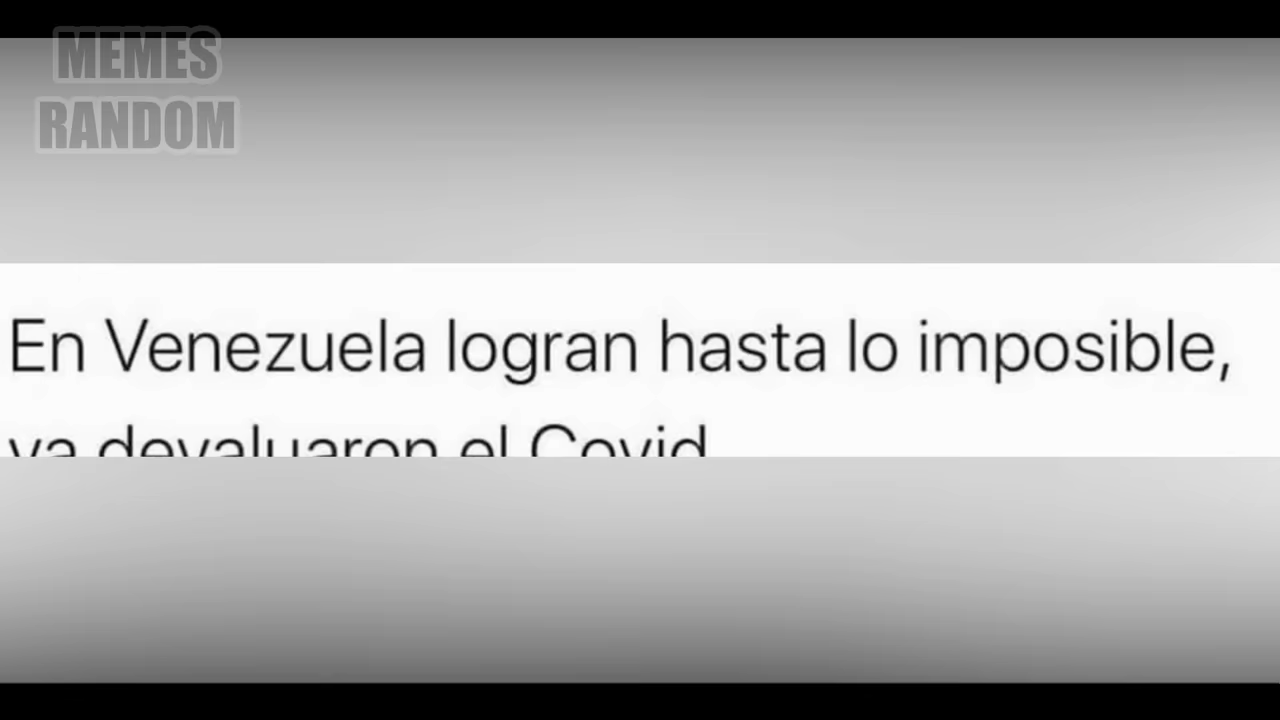 MEMES
RANDOM
En Venezuela logran hasta lo imposible,
ya devaluaron el Covid